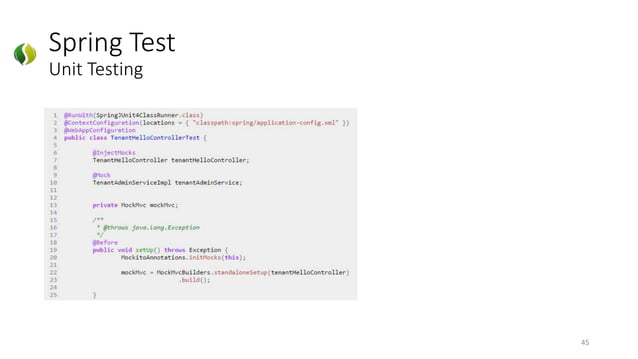 Spring Test
Unit Testing
1 @RunWith(SpringJUnit4ClassRunner.class)
2 @ContextConfiguration(locations = { "classpath:spring/application-config.xml" })
3 @WebAppConfiguration
4 public class TenantHelloControllerTest {
5
6 @InjectMocks
7 TenantHelloController tenantHelloController;
8
9 @Mock
10 TenantAdminServiceImpl tenantAdminService;
11
12
13 private MockMvc mockMvc;
14
15 /**
16 * @throws java.lang.Exception
17 */
18 @Before
19 public void setUp() throws Exception {
20 MockitoAnnotations.initMocks(this);
21
22 mockMvc = MockMvcBuilders.standaloneSetup(tenantHelloController)
23 .build();
24
25 }
45